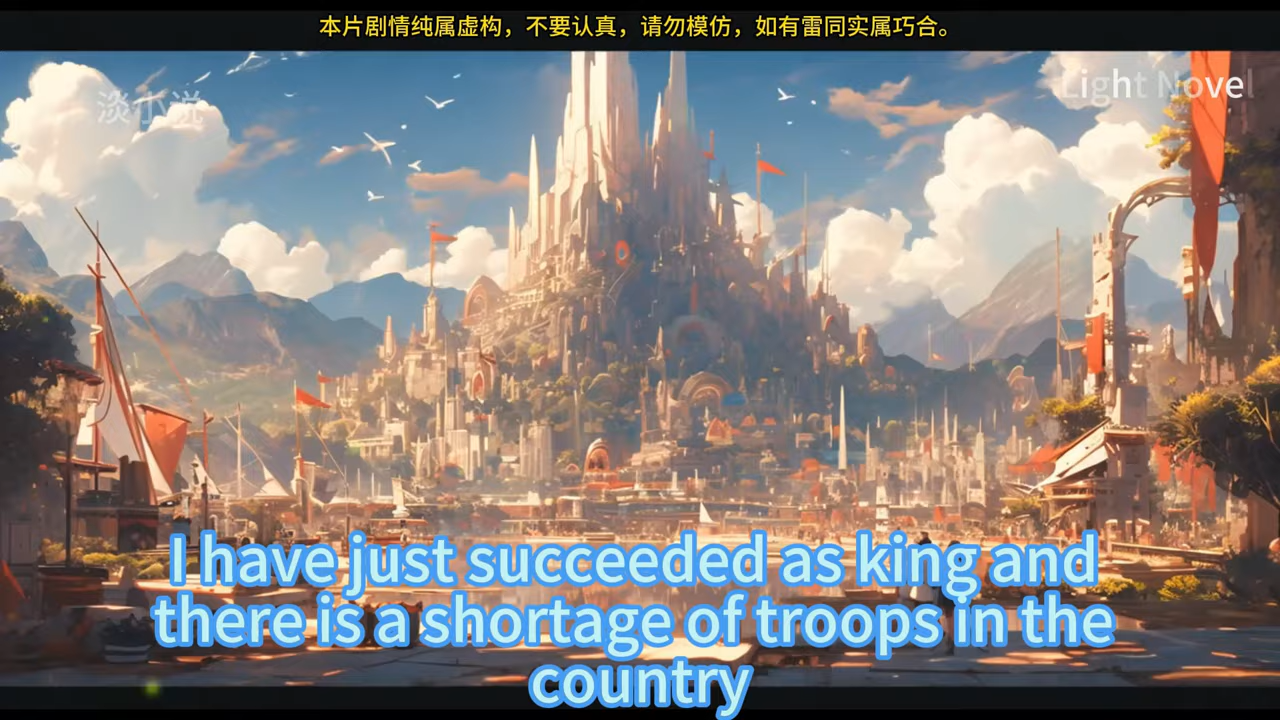 本片剧情纯属虚构，不要认真，请勿模仿，如有雷同实属巧合。
淡小说
Light Novel
I have just succeeded as king and
there is a shortage of troops in the
country